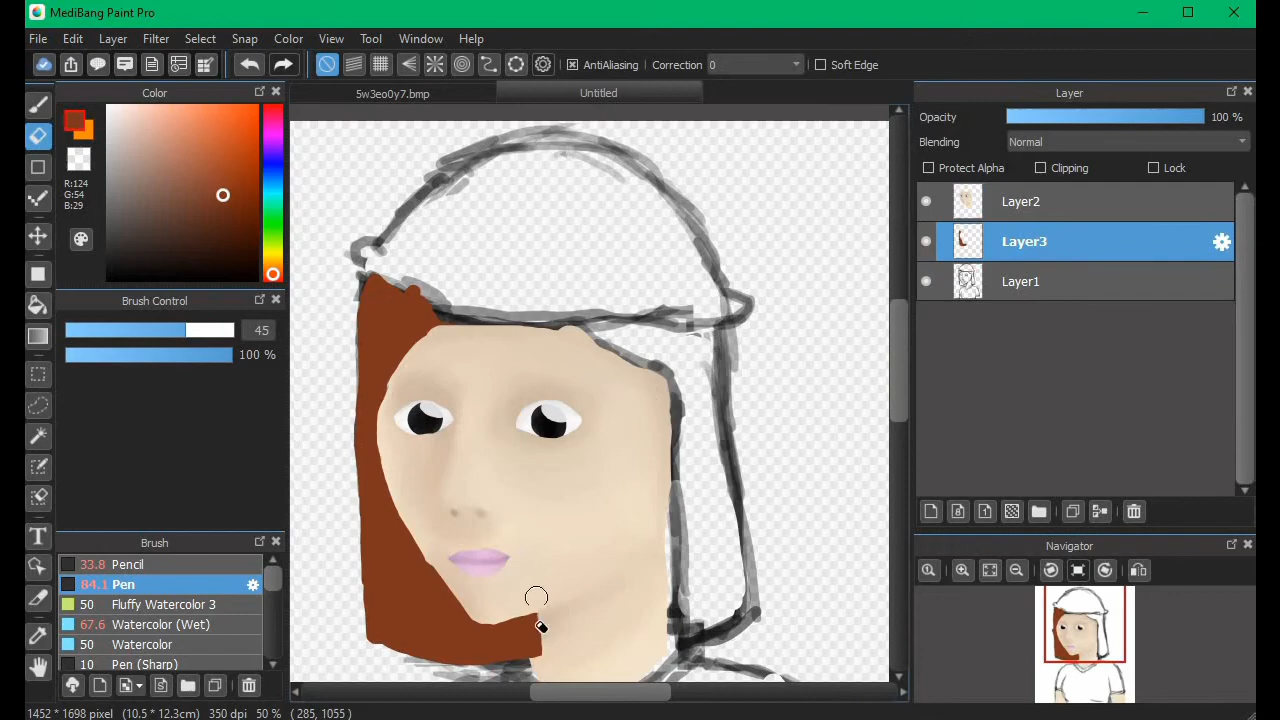 MediBang Paint Pro
File Edit Layer Filter Select Snap Color View Tool Window Help
AntiAliasing Correction 0 Soft Edge
Color
5w3eo0y7.bmp Untitled
Layer
Opacity 100 %
Blending Normal
Protect Alpha Clipping Lock
R:124
G:54
B:29
Layer2
Layer3
Layer1
Brush Control
45
100 %
Brush
33.8 Pencil
84.1 Pen
50 Fluffy Watercolor 3
67.6 Watercolor (Wet)
50 Watercolor
10 Pen (Sharp)
Navigator
1452 * 1698 pixel (10.5 * 12.3cm) 350 dpi 50 % ( 285, 1055 )